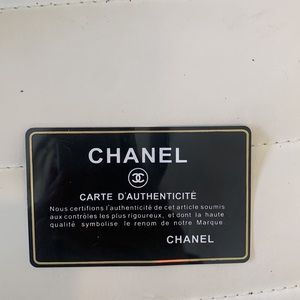 CHANEL
CARTE D'AUTHENTICITÉ
Nous certifions l'authenticité de cet article soumis
aux contrôles les plus rigoureux, et dont la haute
qualité symbolise le renom de notre Marque.
CHANEL